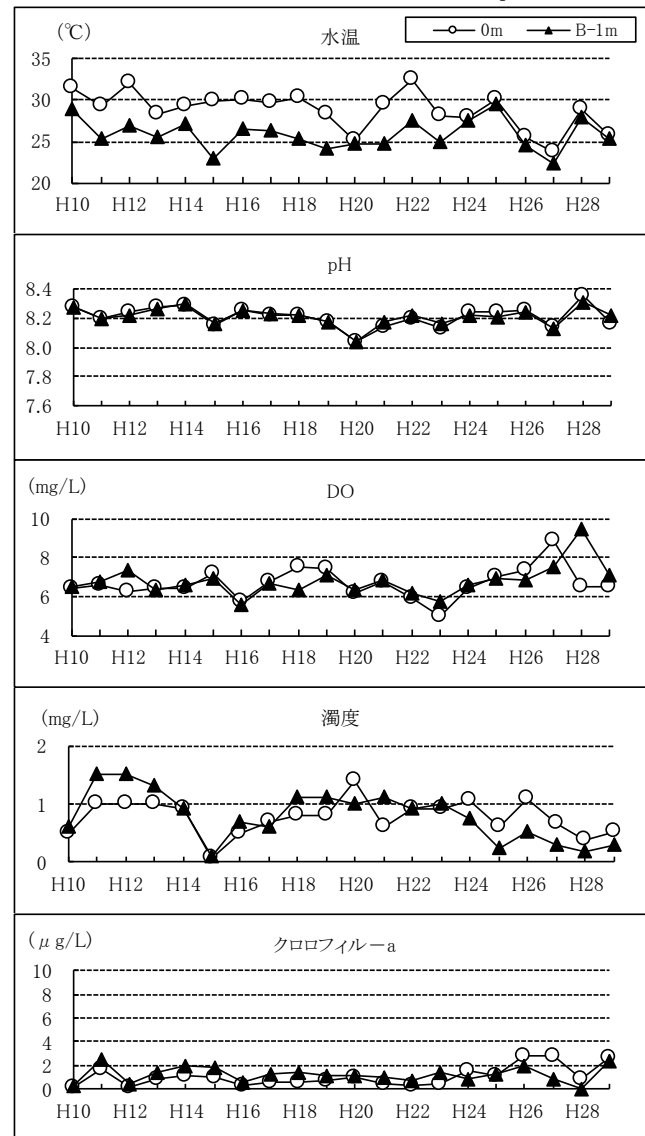 (℃) 水温 0m B-1m
35
30
25
20
H10 H12 H14 H16 H18 H20 H22 H24 H26 H28
pH
8.4
8.2
8.0
7.8
7.6
H10 H12 H14 H16 H18 H20 H22 H24 H26 H28
(mg/L) DO
10
8
6
4
H10 H12 H14 H16 H18 H20 H22 H24 H26 H28
(mg/L) 濁度
2
1
0
H10 H12 H14 H16 H18 H20 H22 H24 H26 H28
(μg/L) クロロフィル－a
10
8
6
4
2
0
H10 H12 H14 H16 H18 H20 H22 H24 H26 H28